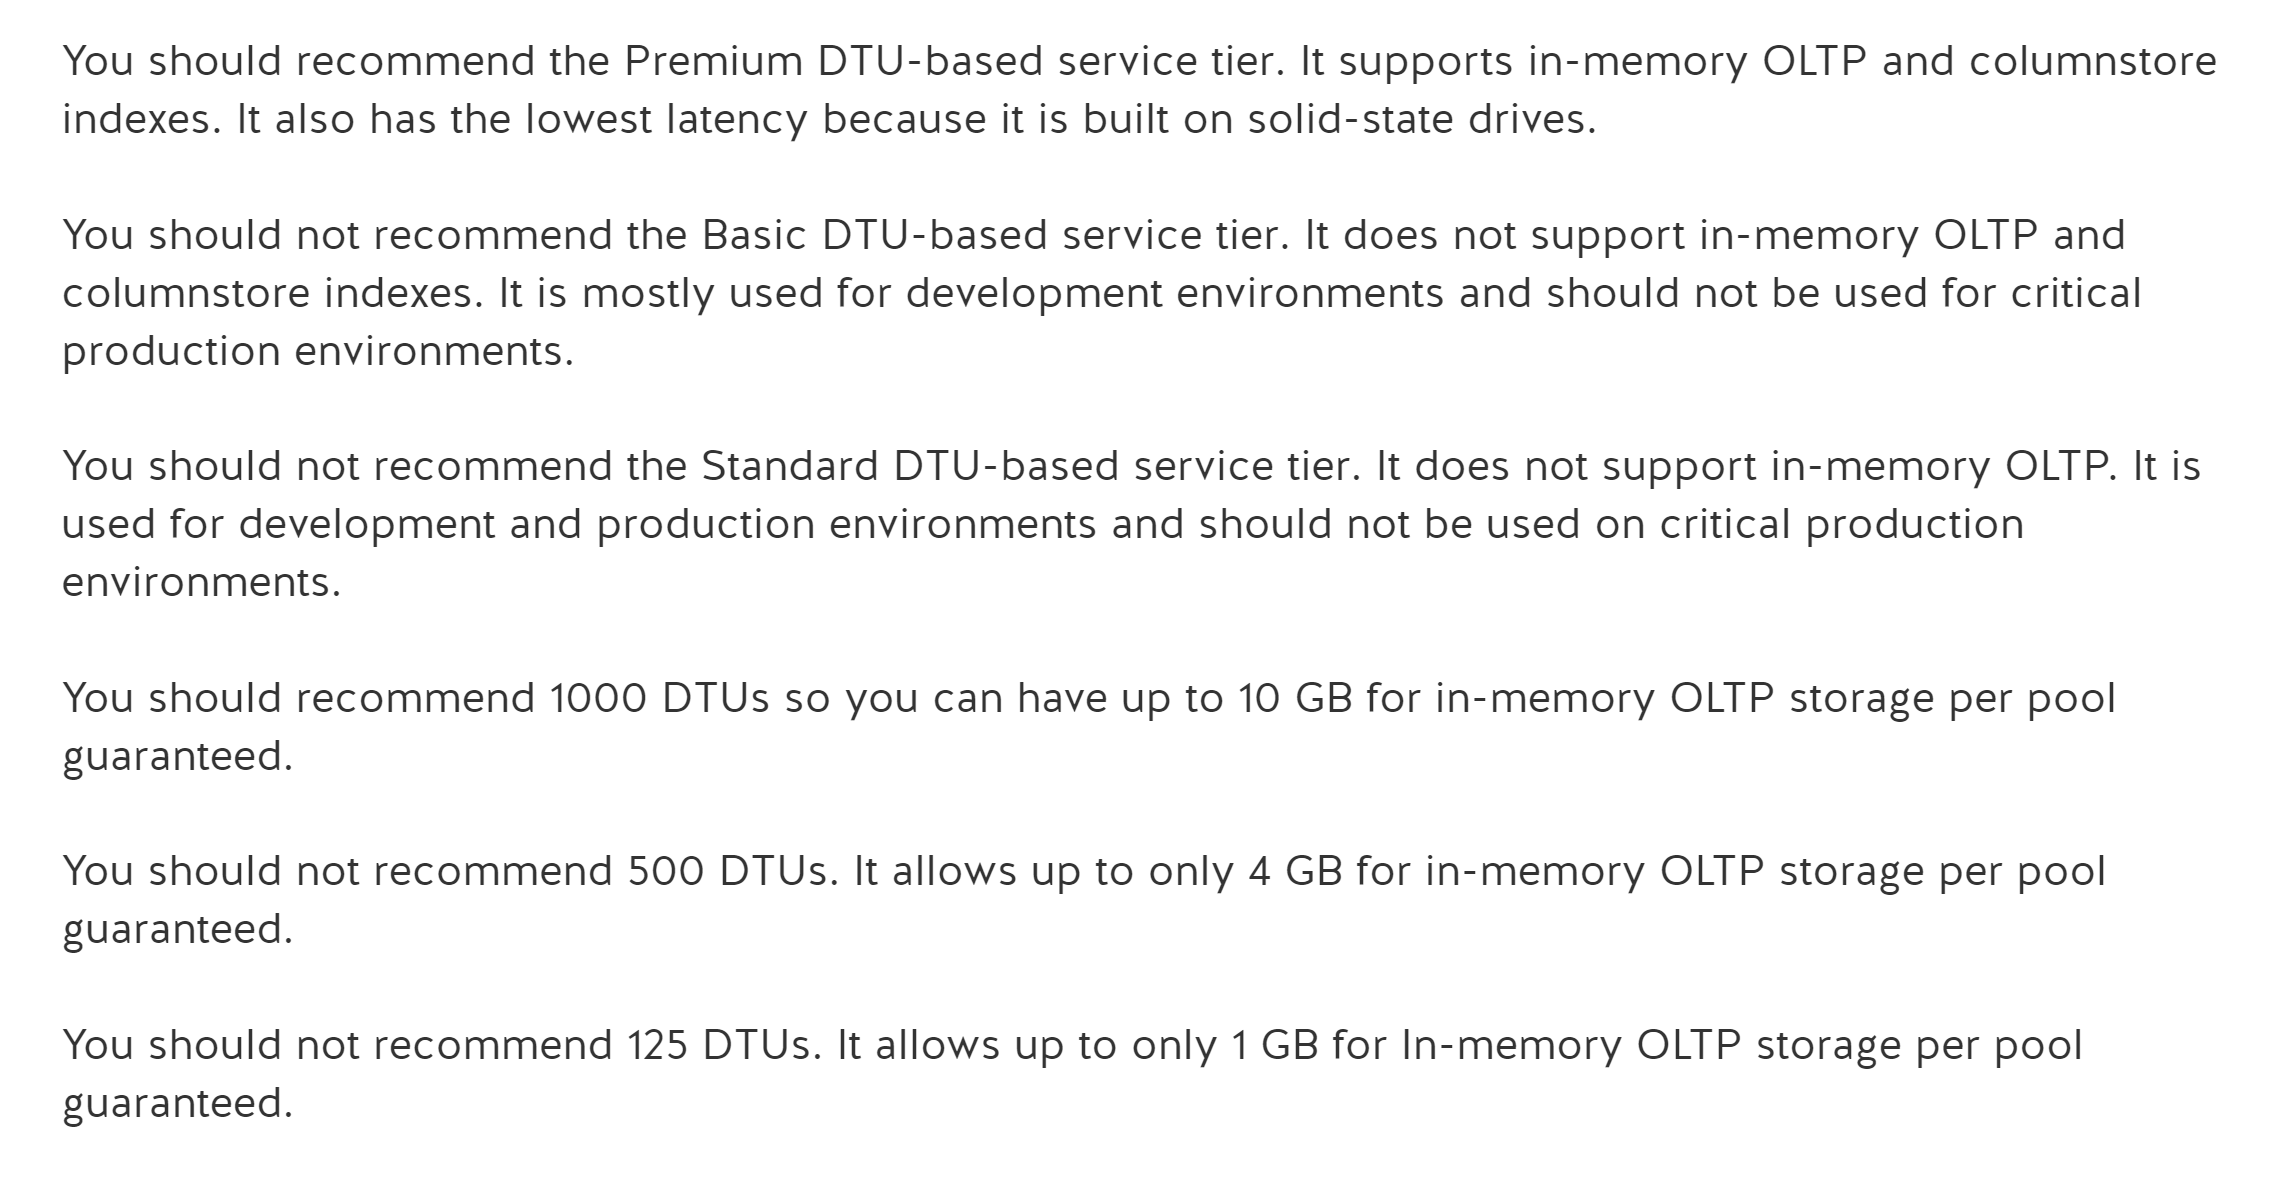 You should recommend the Premium DTU-based service tier. It supports in-memory OLTP and columnstore
indexes. It also has the lowest latency because it is built on solid-state drives.
You should not recommend the Basic DTU-based service tier. It does not support in-memory OLTP and
columnstore indexes. It is mostly used for development environments and should not be used for critical
production environments.
You should not recommend the Standard DTU-based service tier. It does not support in-memory OLTP. It is
used for development and production environments and should not be used on critical production
environments.
You should recommend 1000 DTUs so you can have up to 10 GB for in-memory OLTP storage per pool
guaranteed.
You should not recommend 500 DTUs. It allows up to only 4 GB for in-memory OLTP storage per pool
guaranteed.
You should not recommend 125 DTUs. It allows up to only 1 GB for In-memory OLTP storage per pool
guaranteed.